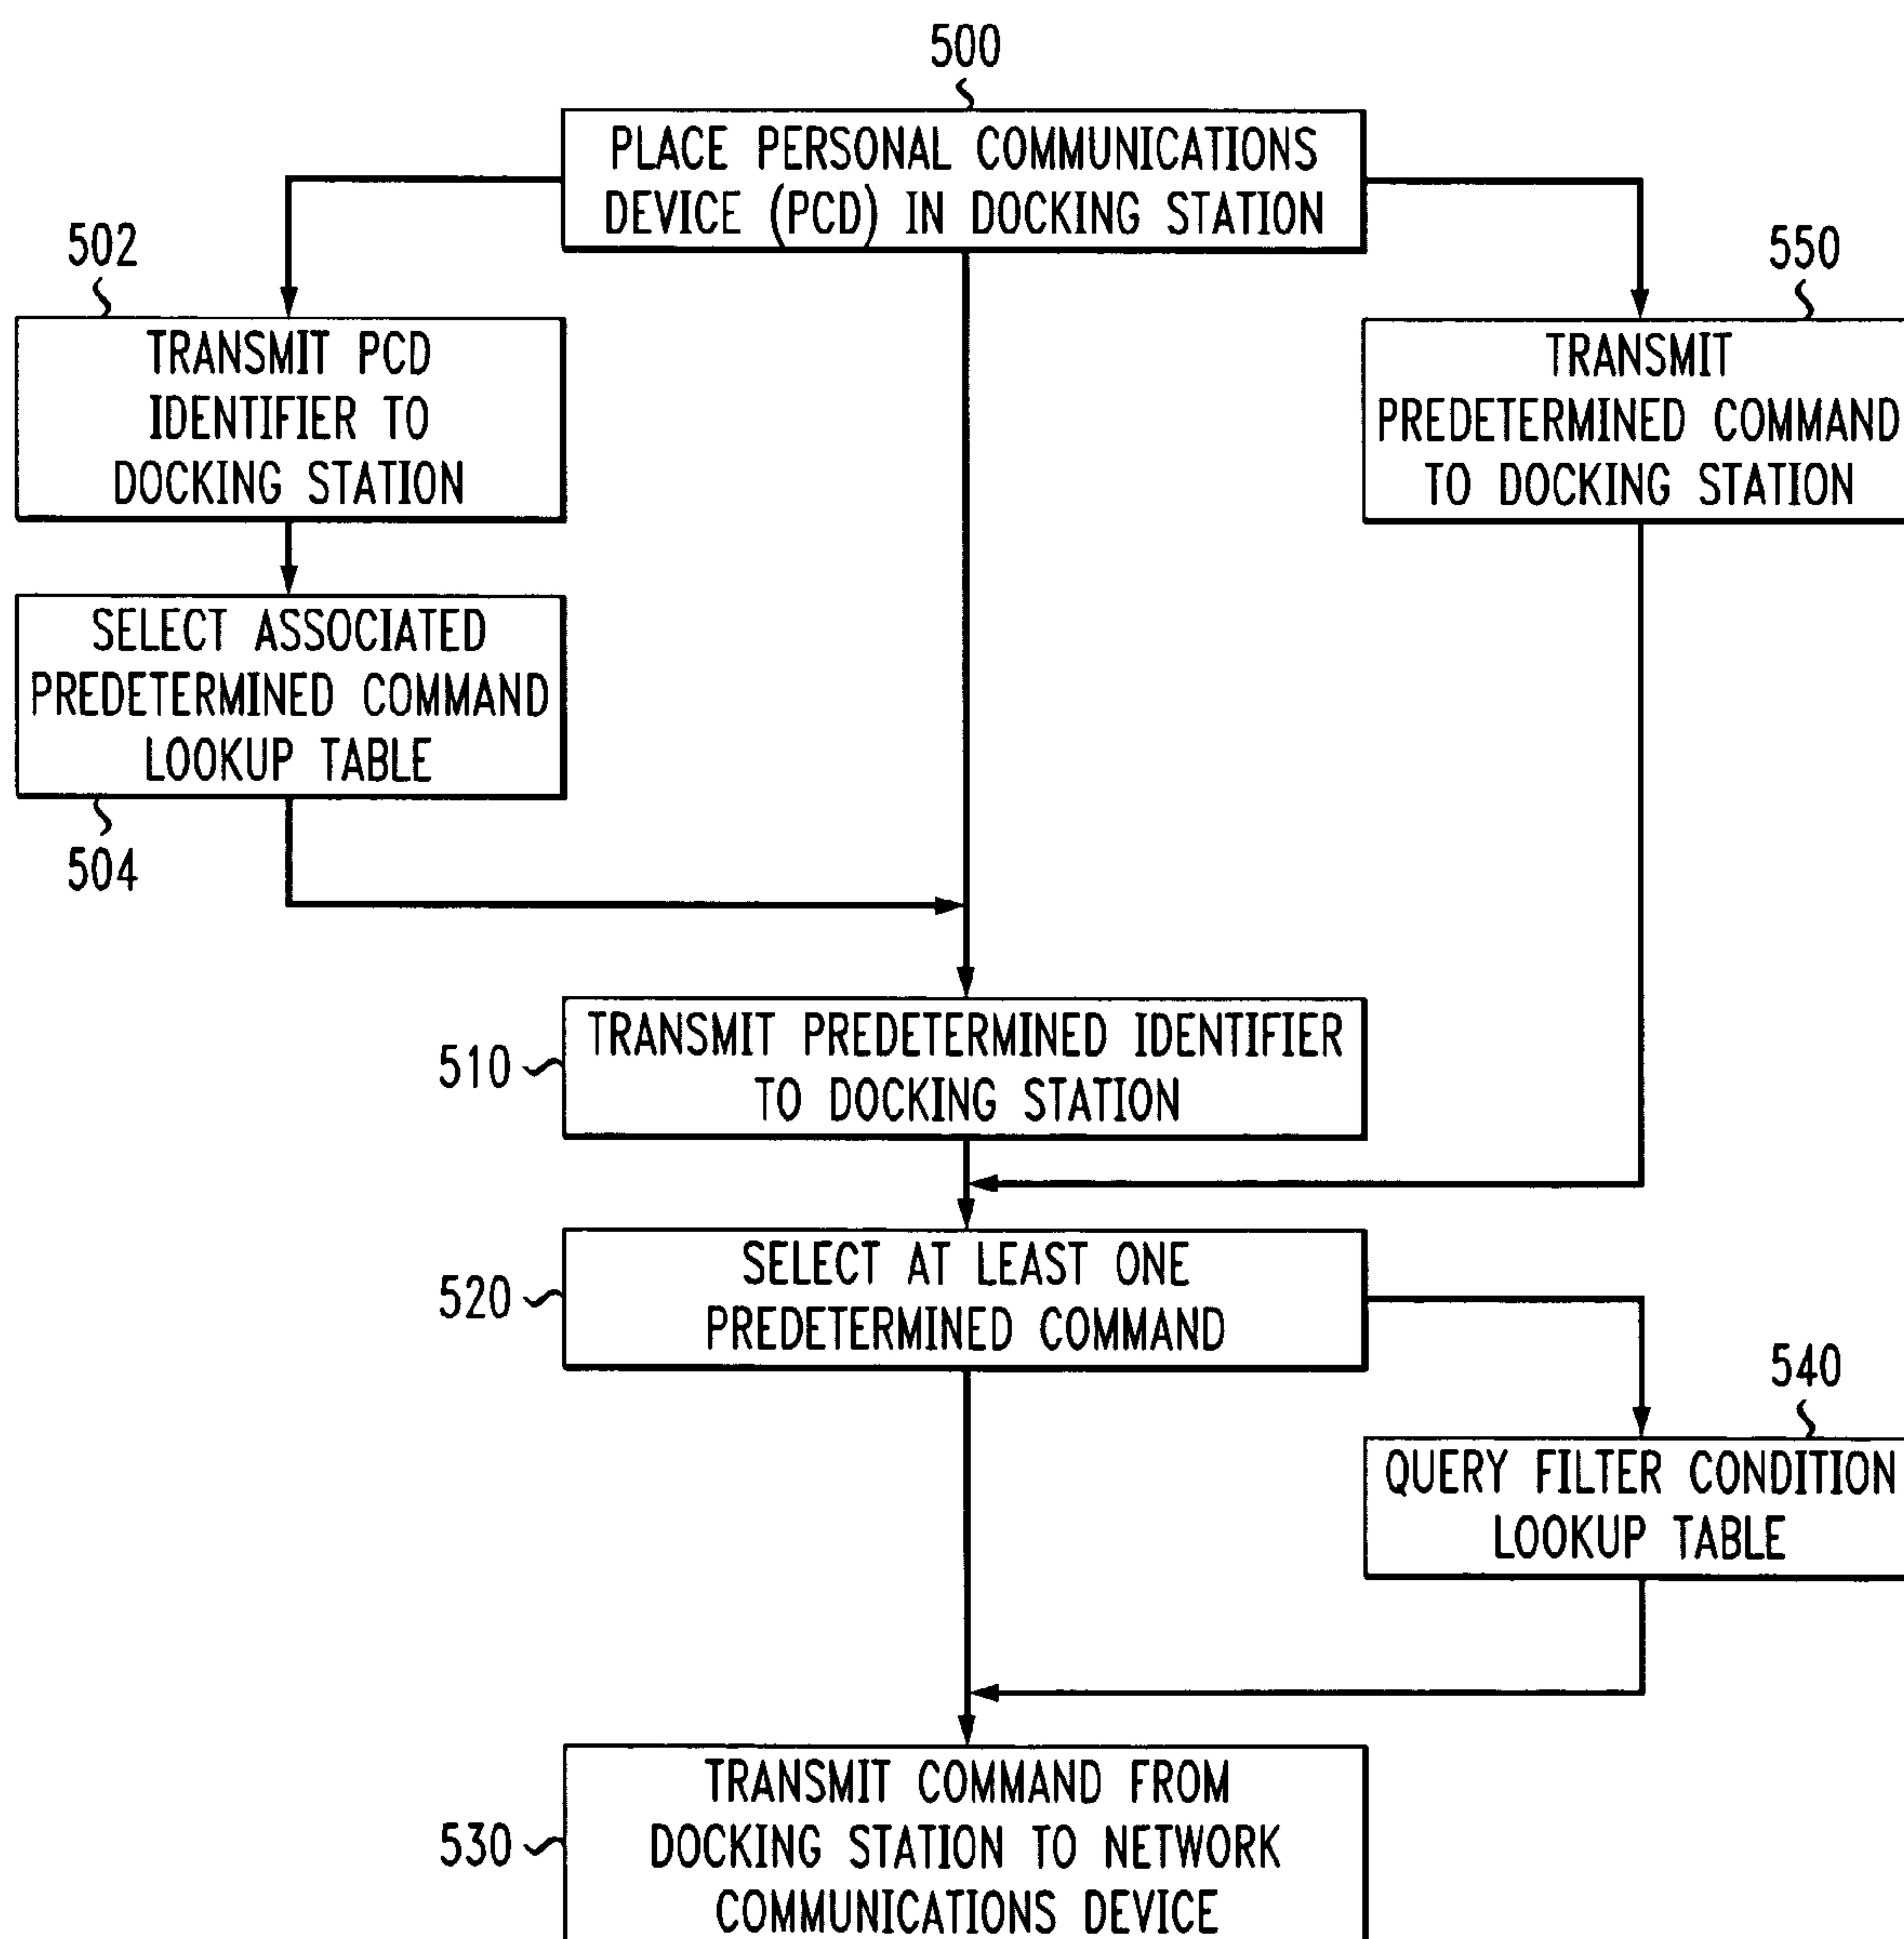 500
PLACE PERSONAL COMMUNICATIONS
DEVICE (PCD) IN DOCKING STATION
502
TRANSMIT PCD
IDENTIFIER TO
DOCKING STATION
550
TRANSMIT
PREDETERMINED COMMAND
TO DOCKING STATION
SELECT ASSOCIATED
PREDETERMINED COMMAND
LOOKUP TABLE
504
510
TRANSMIT PREDETERMINED IDENTIFIER
TO DOCKING STATION
520
SELECT AT LEAST ONE
PREDETERMINED COMMAND
540
QUERY FILTER CONDITION
LOOKUP TABLE
530
TRANSMIT COMMAND FROM
DOCKING STATION TO NETWORK
COMMUNICATIONS DEVICE